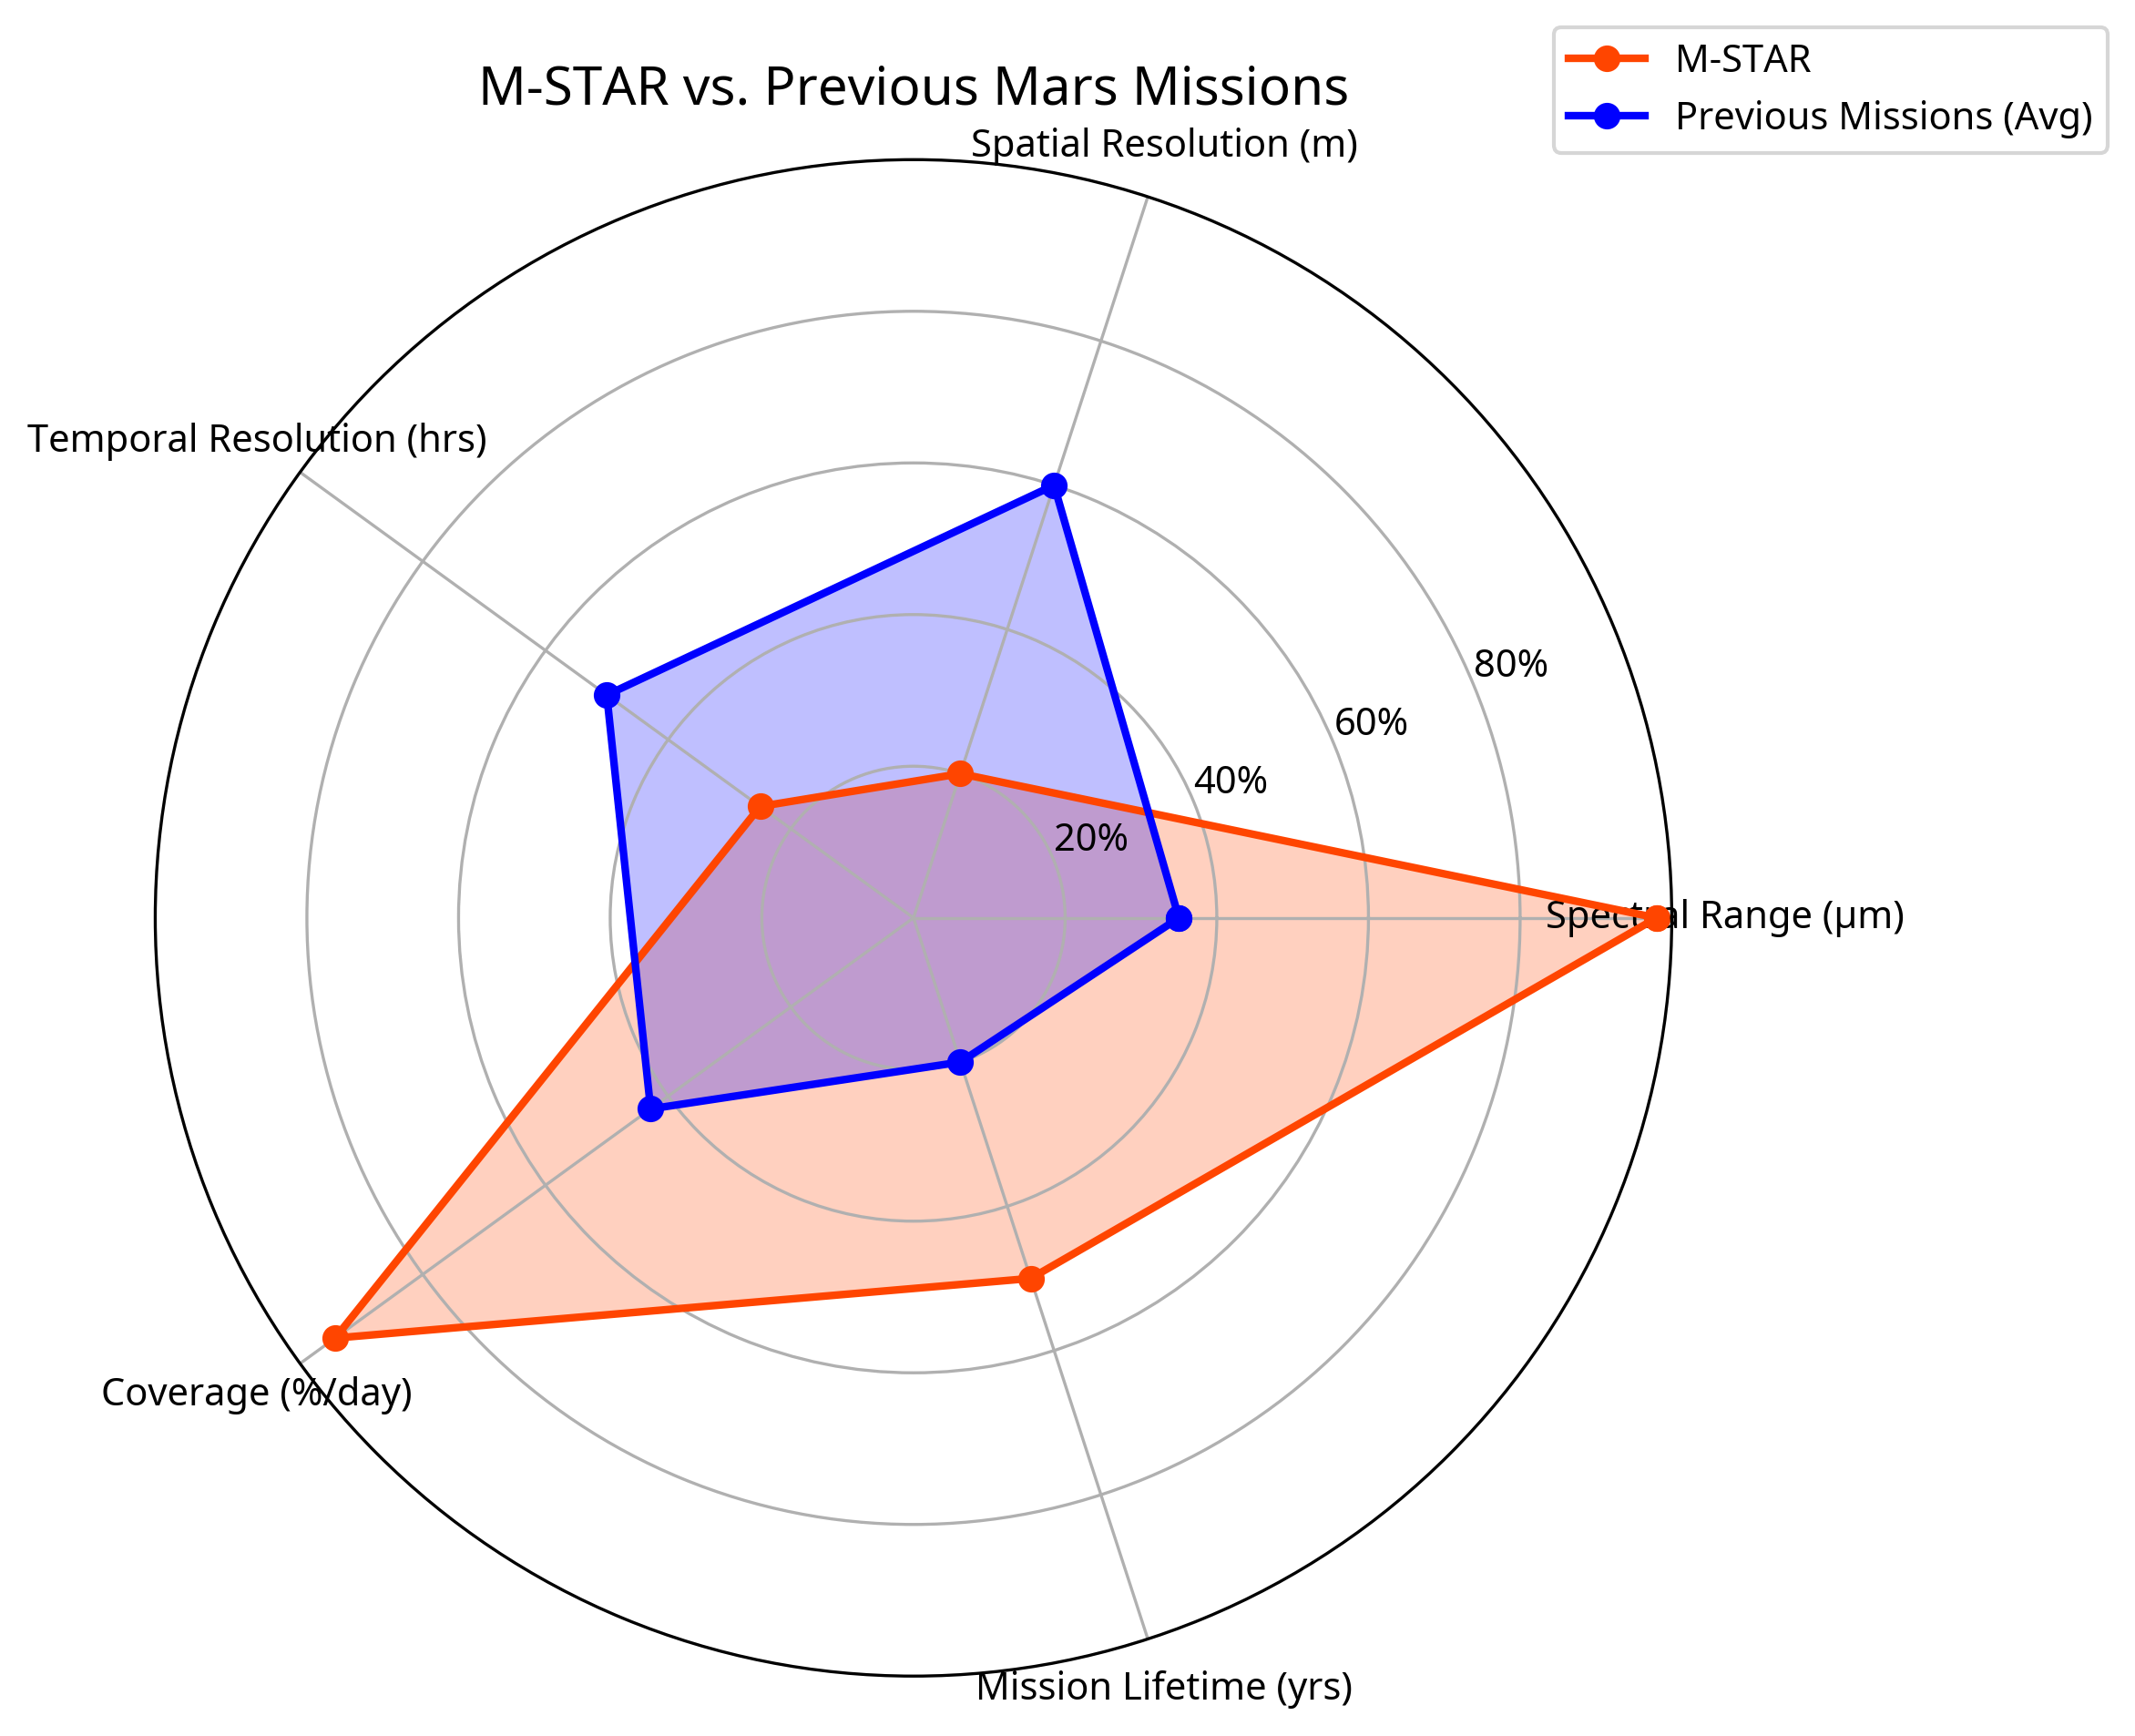 M-STAR
Previous Missions (Avg)
M-STAR vs. Previous Mars Missions
Spatial Resolution (m)
Temporal Resolution (hrs)
80%
60%
40%
20%
Spectral Range (µm)
Coverage (%/day)
Mission Lifetime (yrs)